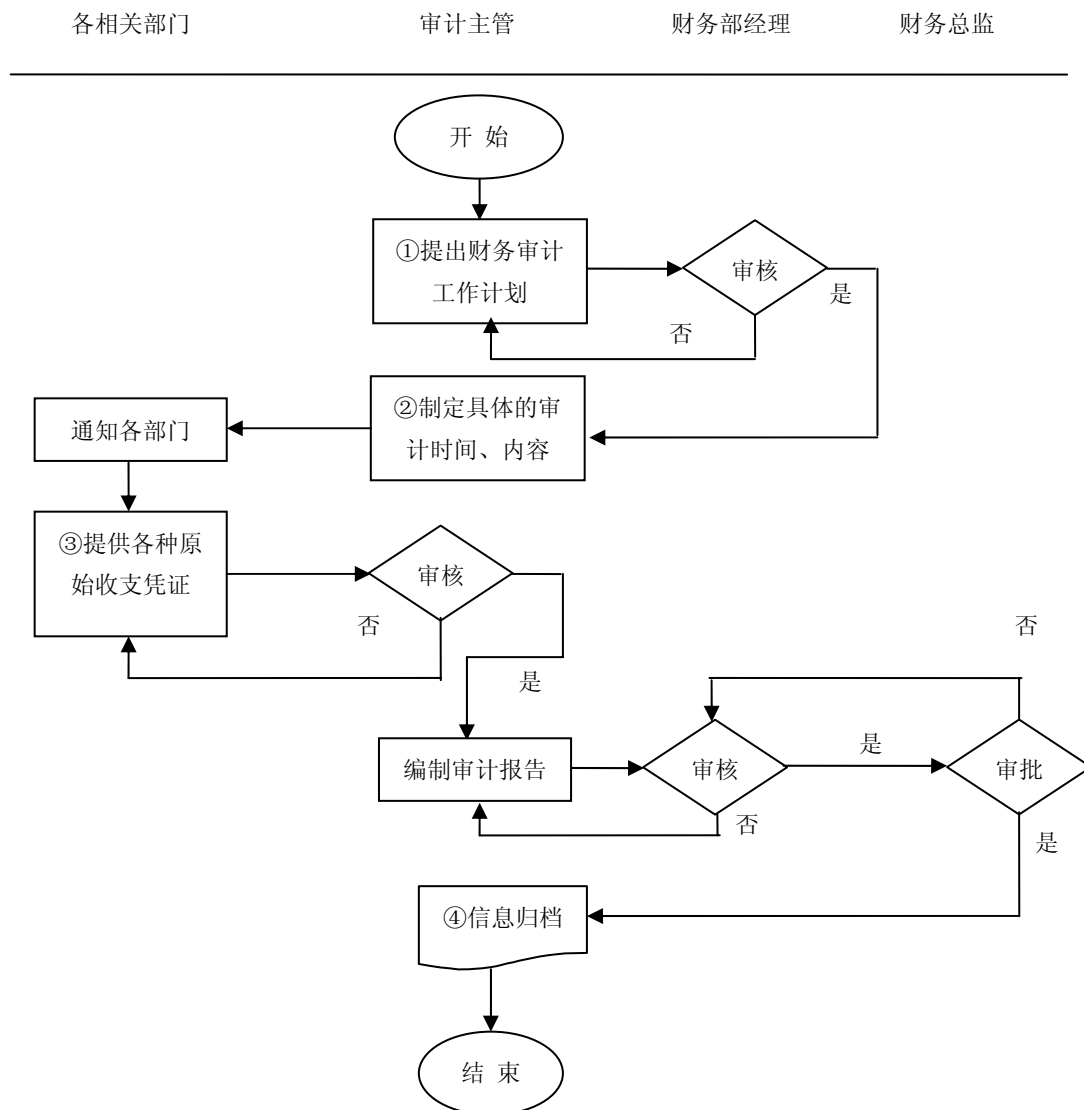 各相关部门 审计主管 财务部经理 财务总监
开 始
①提出财务审计
工作计划
审核
是
否
②制定具体的审
计时间、内容
通知各部门
③提供各种原
始收支凭证
审核
否
是
否
编制审计报告
审核
是
审批
否
是
④信息归档
结 束